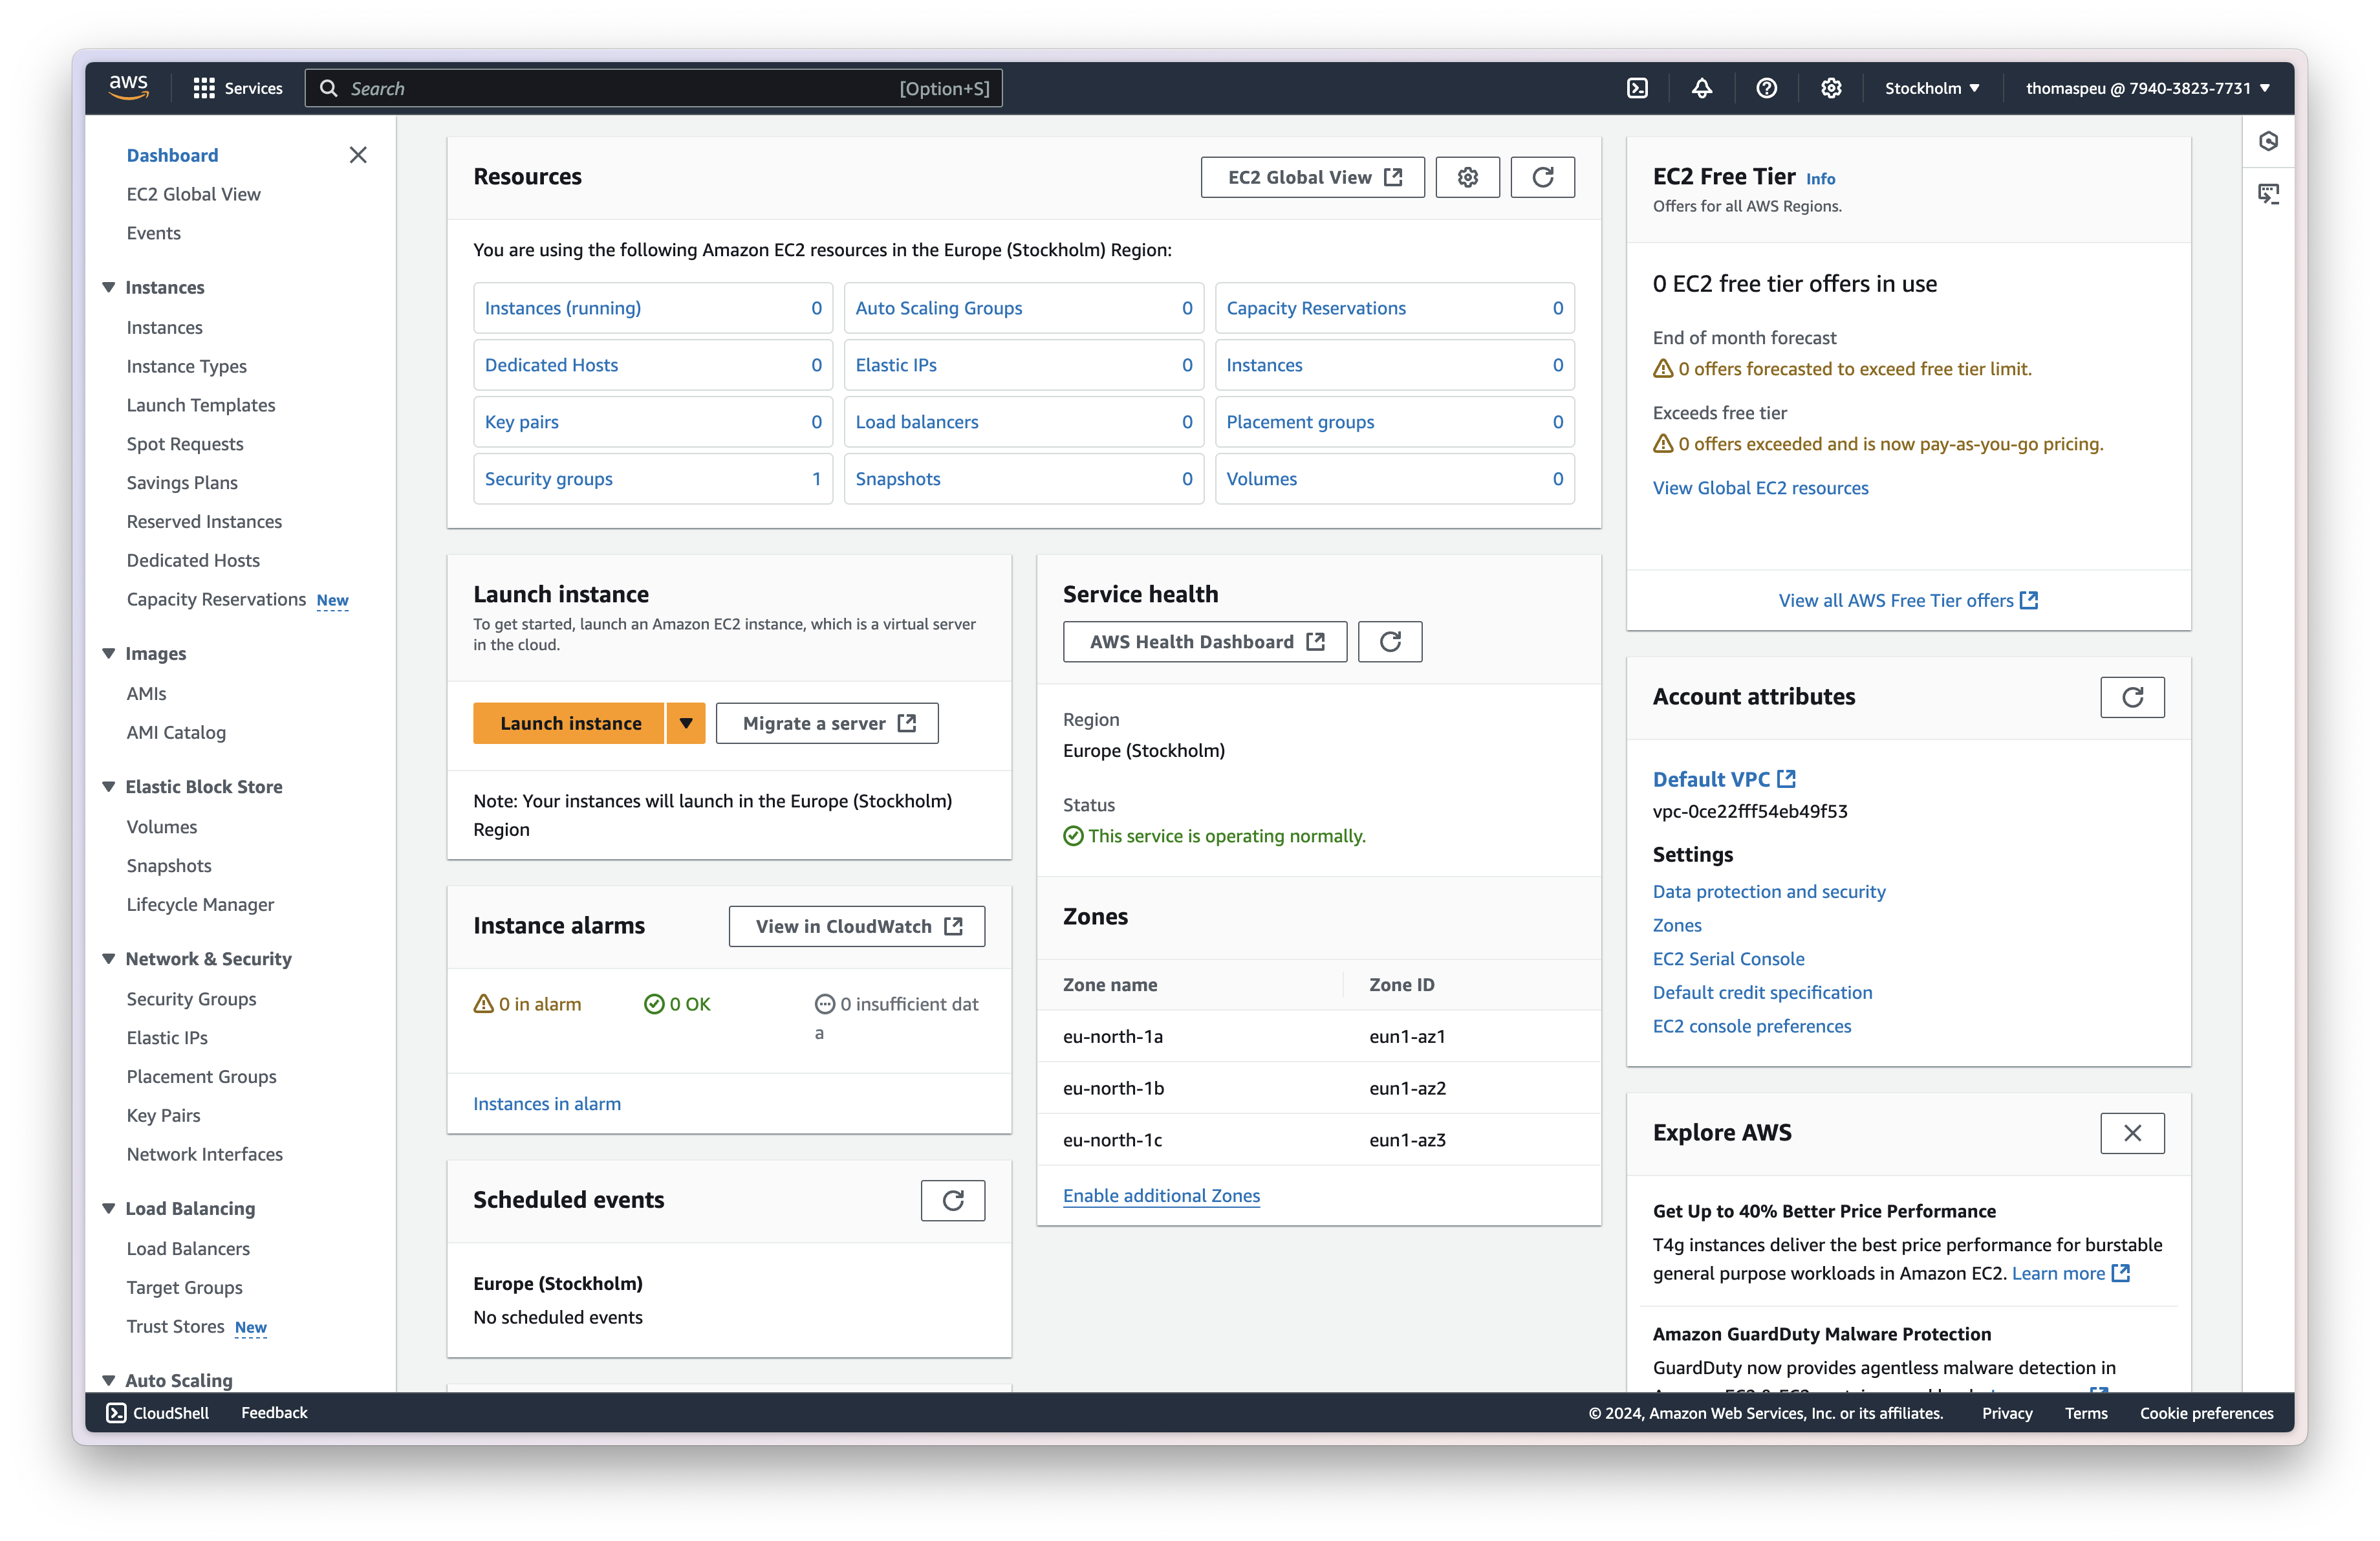 aws
Services
Search
[Option+S]
Stockholm
thomaspeu @ 7940-3823-7731
Dashboard
EC2 Global View
Events
Instances
Instances
Instance Types
Launch Templates
Spot Requests
Savings Plans
Reserved Instances
Dedicated Hosts
Capacity Reservations New
Images
AMIs
AMI Catalog
Elastic Block Store
Volumes
Snapshots
Lifecycle Manager
Network & Security
Security Groups
Elastic IPs
Placement Groups
Key Pairs
Network Interfaces
Load Balancing
Load Balancers
Target Groups
Trust Stores New
Auto Scaling
Resources
EC2 Global View
You are using the following Amazon EC2 resources in the Europe (Stockholm) Region:
Instances (running) 0
Auto Scaling Groups 0
Capacity Reservations 0
Dedicated Hosts 0
Elastic IPs 0
Instances 0
Key pairs 0
Load balancers 0
Placement groups 0
Security groups 1
Snapshots 0
Volumes 0
Launch instance
To get started, launch an Amazon EC2 instance, which is a virtual server
in the cloud.
Launch instance
Migrate a server
Note: Your instances will launch in the Europe (Stockholm)
Region
Instance alarms
View in CloudWatch
0 in alarm
0 OK
0 insufficient dat
a
Instances in alarm
Scheduled events
Europe (Stockholm)
No scheduled events
Service health
AWS Health Dashboard
Region
Europe (Stockholm)
Status
This service is operating normally.
Zones
Zone name Zone ID
eu-north-1a eun1-az1
eu-north-1b eun1-az2
eu-north-1c eun1-az3
Enable additional Zones
EC2 Free Tier Info
Offers for all AWS Regions.
0 EC2 free tier offers in use
End of month forecast
0 offers forecasted to exceed free tier limit.
Exceeds free tier
0 offers exceeded and is now pay-as-you-go pricing.
View Global EC2 resources
View all AWS Free Tier offers
Account attributes
Default VPC
vpc-0ce22fff54eb49f53
Settings
Data protection and security
Zones
EC2 Serial Console
Default credit specification
EC2 console preferences
Explore AWS
Get Up to 40% Better Price Performance
T4g instances deliver the best price performance for burstable
general purpose workloads in Amazon EC2. Learn more
Amazon GuardDuty Malware Protection
GuardDuty now provides agentless malware detection in
CloudShell
Feedback
© 2024, Amazon Web Services, Inc. or its affiliates.
Privacy
Terms
Cookie preferences